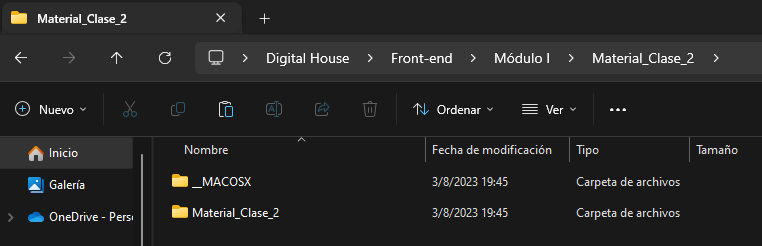 Material_Clase_2
Digital House > Front-end > Módulo I > Material_Clase_2 >
Nuevo Ordenar Ver ...
Nombre Fecha de modificación Tipo Tamaño
Inicio
__MACOSX 3/8/2023 19:45 Carpeta de archivos
Galería
Material_Clase_2 3/8/2023 19:45 Carpeta de archivos
OneDrive - Perso